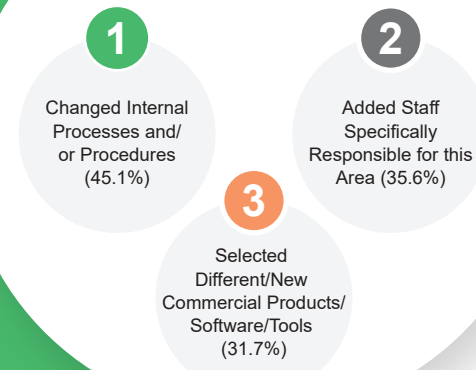 1
Changed Internal
Processes and/
or Procedures
(45.1%)
2
Added Staff
Specifically
Responsible for this
Area (35.6%)
3
Selected
Different/New
Commercial Products/
Software/Tools
(31.7%)